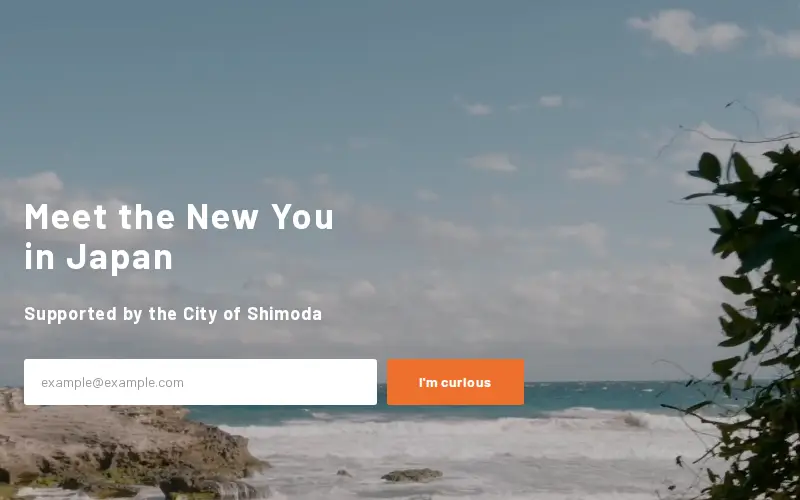 Meet the New You
in Japan
Supported by the City of Shimoda
example@example.com
I'm curious